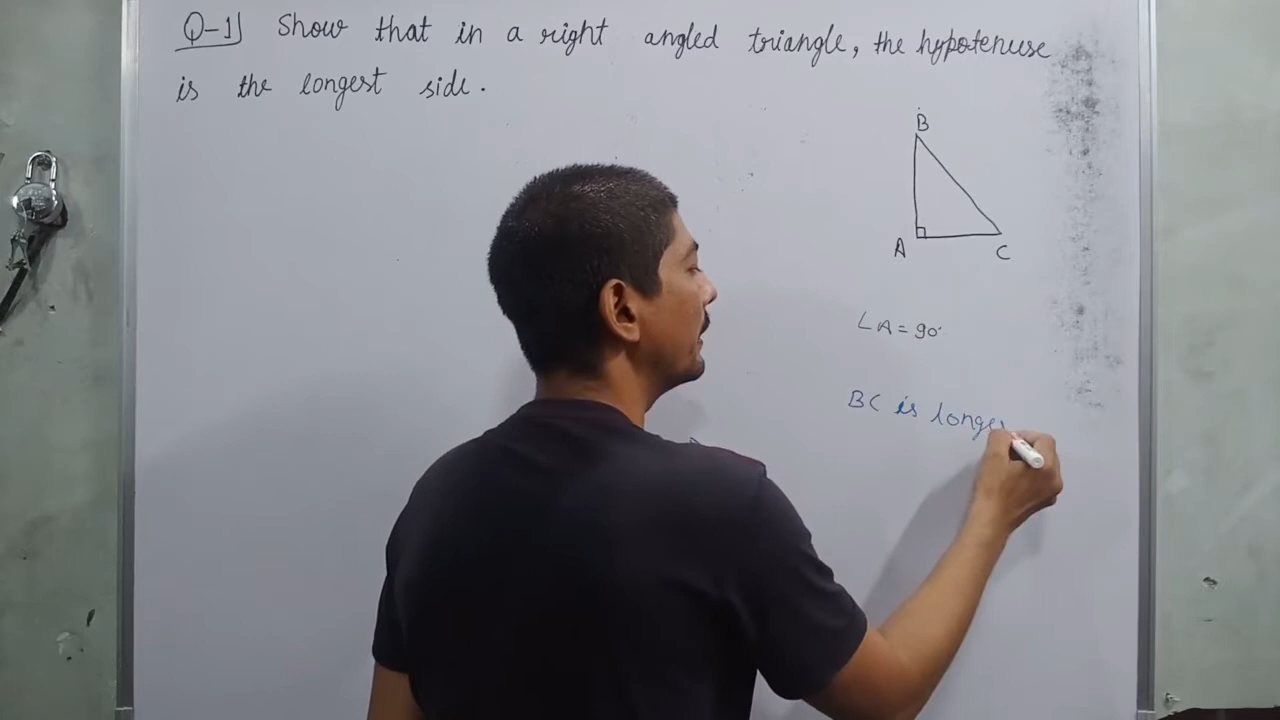 Q-1] Show that in a right angled triangle, the hypotenuse
is the longest side.
B
A
C
∠A = 90°
BC is longe